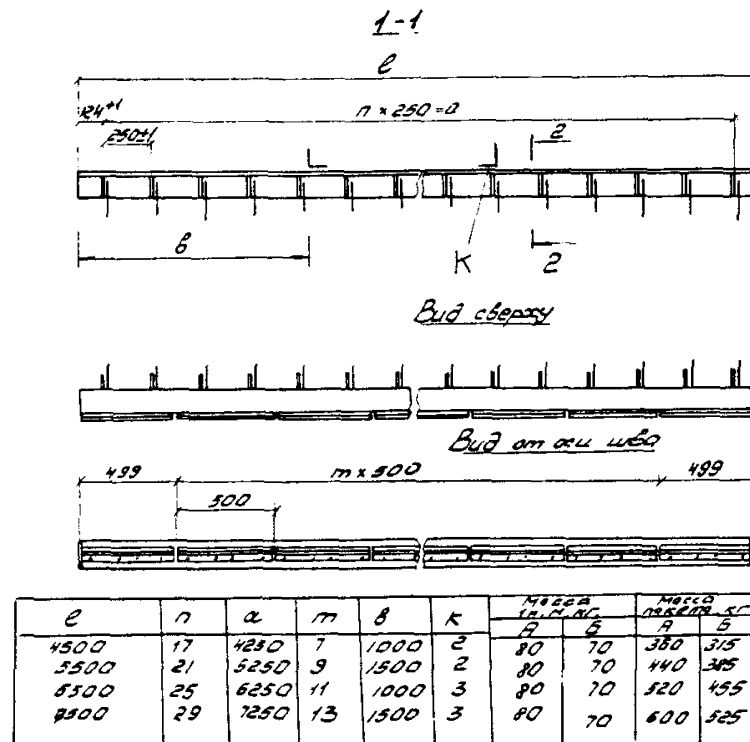 1-1
ℓ
124⁺¹
n × 250 = a
250±1
2
в
К
2
Вид сверху
Вид от оси шва
499
m × 500
499
500
ℓ n a m в к Масса 1п.м, кг Масса пакета, кг
А Б А Б
4500 17 4250 7 1000 2 80 70 360 315
5500 21 5250 9 1500 2 80 70 440 385
6500 25 6250 11 1000 3 80 70 520 455
7500 29 7250 13 1500 3 80 70 600 525